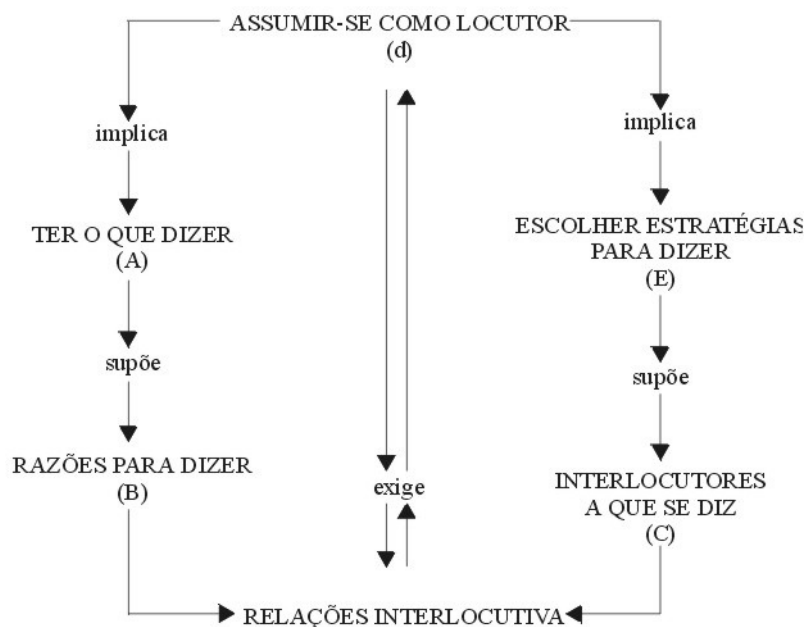 ASSUMIR-SE COMO LOCUTOR
(d)
implica
implica
TER O QUE DIZER
(A)
ESCOLHER ESTRATÉGIAS
PARA DIZER
(E)
supõe
supõe
RAZÕES PARA DIZER
(B)
exige
INTERLOCUTORES
A QUE SE DIZ
(C)
RELAÇÕES INTERLOCUTIVA